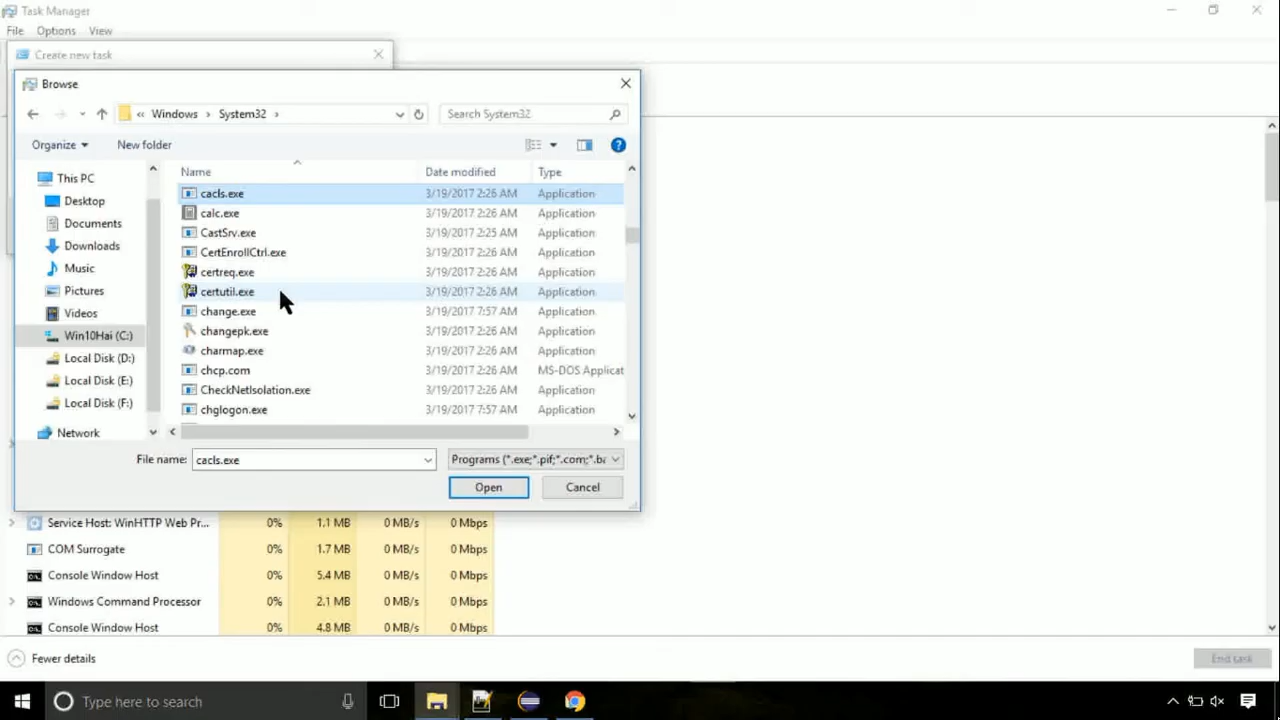 Task Manager
File Options View
Create new task
Browse
« Windows › System32 ›
Search System32
Organize New folder
Name Date modified Type
This PC
Desktop
Documents
Downloads
Music
Pictures
Videos
Win10Hai (C:)
Local Disk (D:)
Local Disk (E:)
Local Disk (F:)
Network
cacls.exe 3/19/2017 2:26 AM Application
calc.exe 3/19/2017 2:26 AM Application
CastSrv.exe 3/19/2017 2:25 AM Application
CertEnrollCtrl.exe 3/19/2017 2:26 AM Application
certreq.exe 3/19/2017 2:26 AM Application
certutil.exe 3/19/2017 2:26 AM Application
change.exe 3/19/2017 7:57 AM Application
changepk.exe 3/19/2017 2:26 AM Application
charmap.exe 3/19/2017 2:26 AM Application
chcp.com 3/19/2017 2:26 AM MS-DOS Applicat
CheckNetIsolation.exe 3/19/2017 2:26 AM Application
chglogon.exe 3/19/2017 7:57 AM Application
File name: cacls.exe Programs (*.exe;*.pif;*.com;*.ba
Open Cancel
Service Host: WinHTTP Web Pr... 0% 1.1 MB 0 MB/s 0 Mbps
COM Surrogate 0% 1.7 MB 0 MB/s 0 Mbps
Console Window Host 0% 5.4 MB 0 MB/s 0 Mbps
Windows Command Processor 0% 2.1 MB 0 MB/s 0 Mbps
Console Window Host 0% 4.8 MB 0 MB/s 0 Mbps
Fewer details
End task
Type here to search